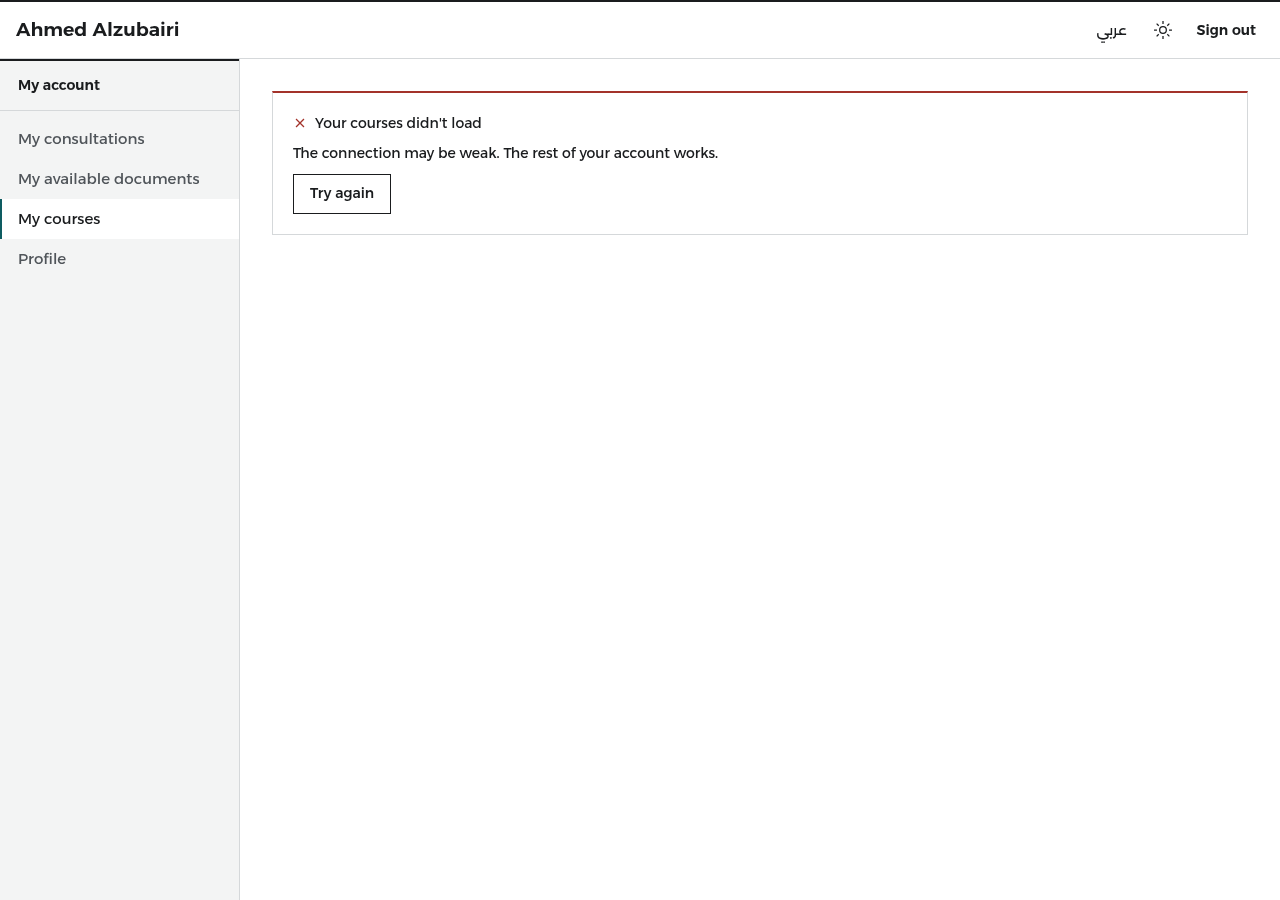 Ahmed Alzubairi
عربي
Sign out
My account
My consultations
My available documents
My courses
Profile
Your courses didn't load
The connection may be weak. The rest of your account works.
Try again